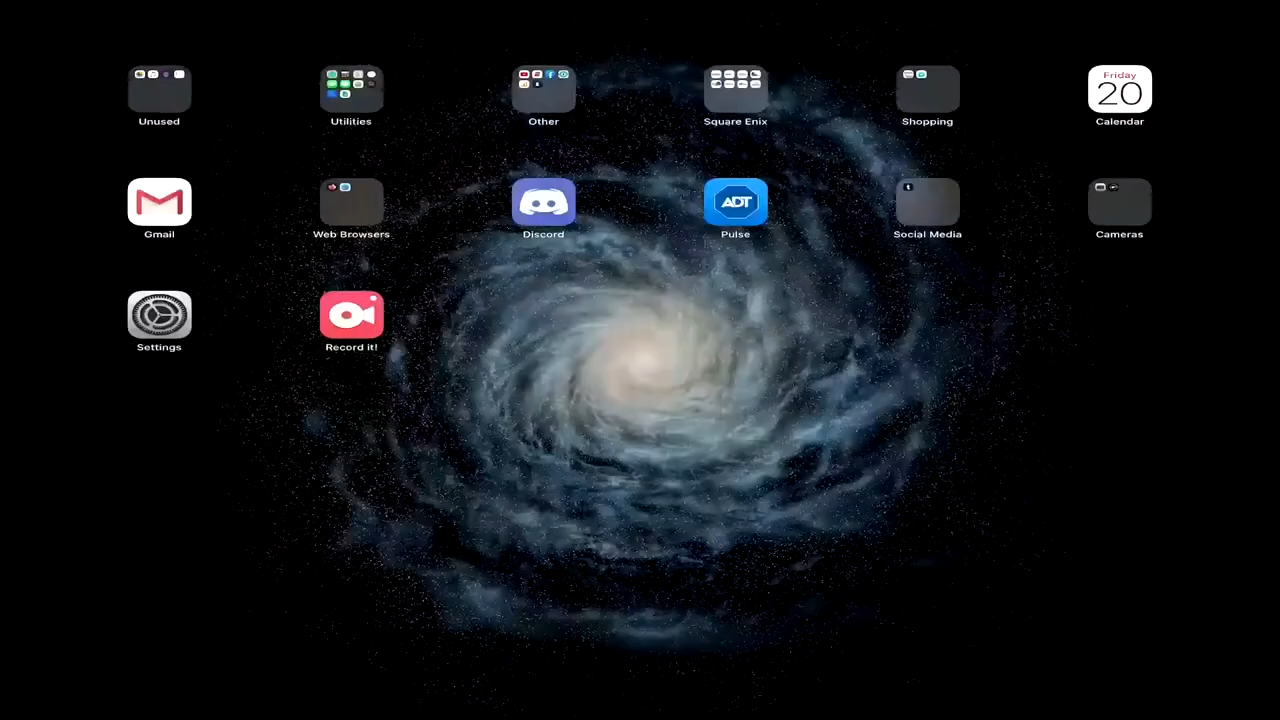 Unused
Utilities
Other
Square Enix
Shopping
Friday
20
Calendar
Gmail
Web Browsers
Discord
ADT
Pulse
Social Media
Cameras
Settings
Record it!